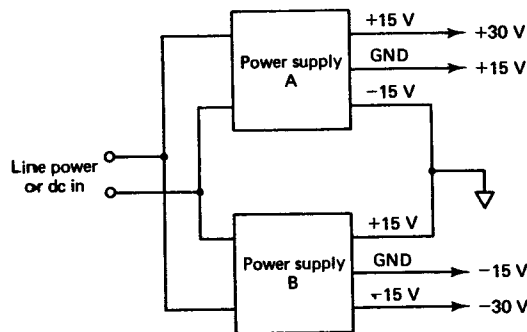 +15 V
+30 V
Power supply
A
GND
+15 V
−15 V
Line power
or dc in
Power supply
B
+15 V
GND
−15 V
−15 V
−30 V